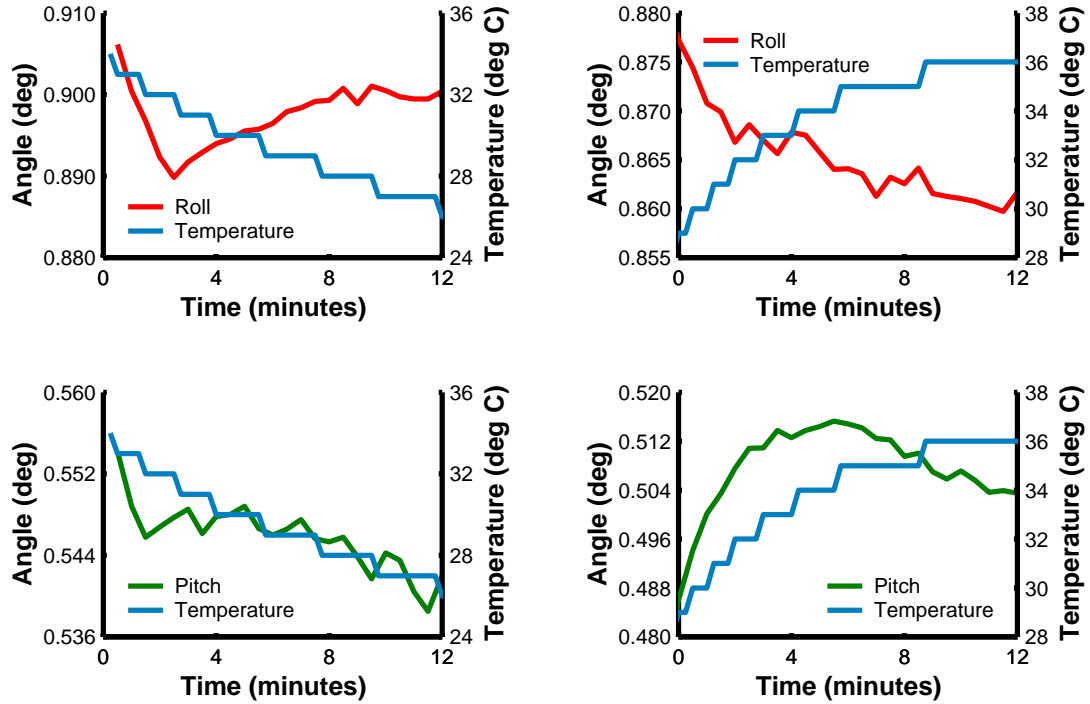 0.910
0.900
0.890
0.880
Angle (deg)
36
32
28
24
Temperature (deg C)
Roll
Temperature
0
4
8
12
Time (minutes)
0.880
0.875
0.870
0.865
0.860
0.855
Angle (deg)
38
36
34
32
30
28
Temperature (deg C)
Roll
Temperature
0
4
8
12
Time (minutes)
0.560
0.552
0.544
0.536
Angle (deg)
36
32
28
24
Temperature (deg C)
Pitch
Temperature
0
4
8
12
Time (minutes)
0.520
0.512
0.504
0.496
0.488
0.480
Angle (deg)
38
36
34
32
30
28
Temperature (deg C)
Pitch
Temperature
0
4
8
12
Time (minutes)